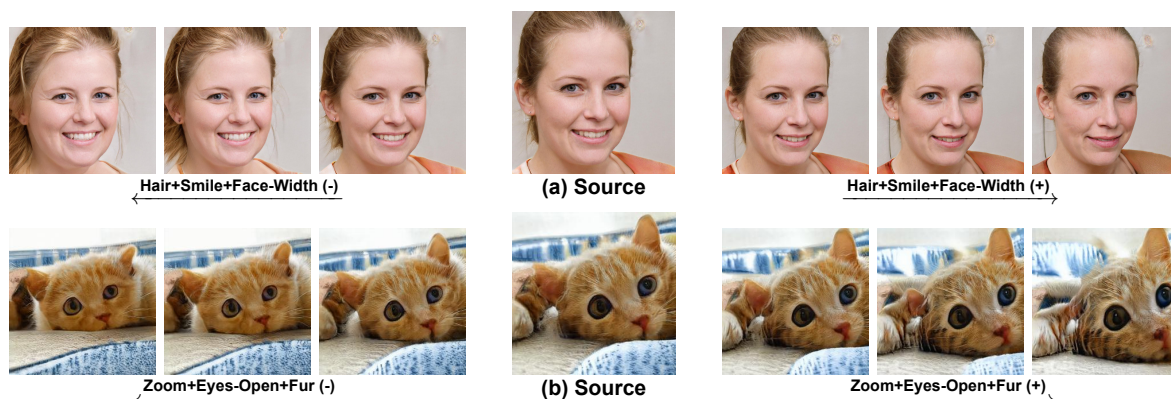 Hair+Smile+Face-Width (-)
(a) Source
Hair+Smile+Face-Width (+)
Zoom+Eyes-Open+Fur (-)
(b) Source
Zoom+Eyes-Open+Fur (+)